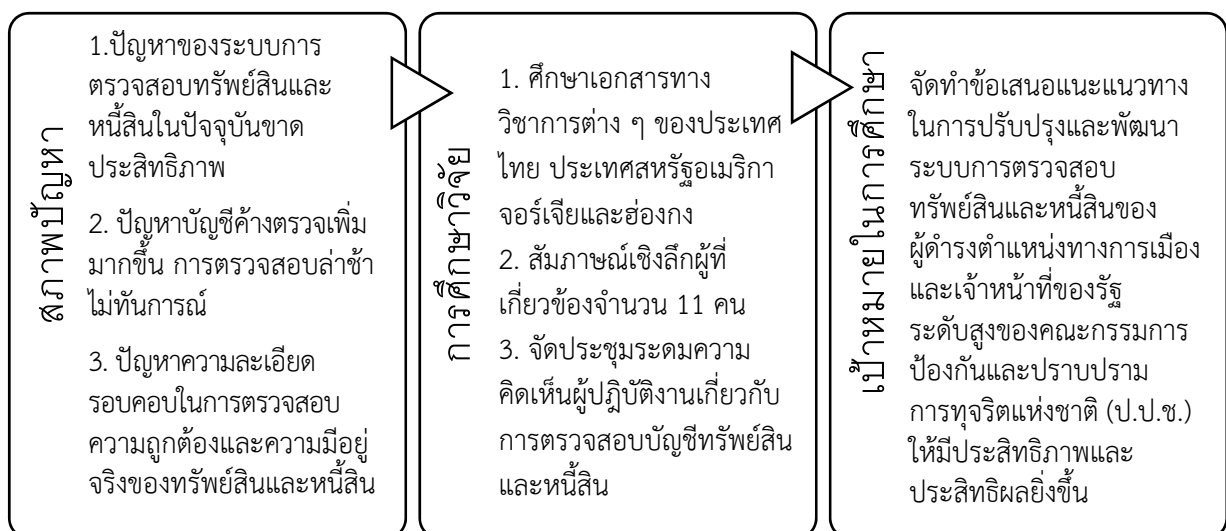 สภาพปัญหา
1.ปัญหาของระบบการ
ตรวจสอบทรัพย์สินและ
หนี้สินในปัจจุบันขาด
ประสิทธิภาพ
2. ปัญหาบัญชีค้างตรวจเพิ่ม
มากขึ้น การตรวจสอบล่าช้า
ไม่ทันการณ์
3. ปัญหาความละเอียด
รอบคอบในการตรวจสอบ
ความถูกต้องและความมีอยู่
จริงของทรัพย์สินและหนี้สิน
การศึกษาวิจัย
1. ศึกษาเอกสารทาง
วิชาการต่าง ๆ ของประเทศ
ไทย ประเทศสหรัฐอเมริกา
จอร์เจียและฮ่องกง
2. สัมภาษณ์เชิงลึกผู้ที่
เกี่ยวข้องจำนวน 11 คน
3. จัดประชุมระดมความ
คิดเห็นผู้ปฏิบัติงานเกี่ยวกับ
การตรวจสอบบัญชีทรัพย์สิน
และหนี้สิน
เป้าหมายในการศึกษา
จัดทำข้อเสนอแนะแนวทาง
ในการปรับปรุงและพัฒนา
ระบบการตรวจสอบ
ทรัพย์สินและหนี้สินของ
ผู้ดำรงตำแหน่งทางการเมือง
และเจ้าหน้าที่ของรัฐ
ระดับสูงของคณะกรรมการ
ป้องกันและปราบปราม
การทุจริตแห่งชาติ (ป.ป.ช.)
ให้มีประสิทธิภาพและ
ประสิทธิผลยิ่งขึ้น